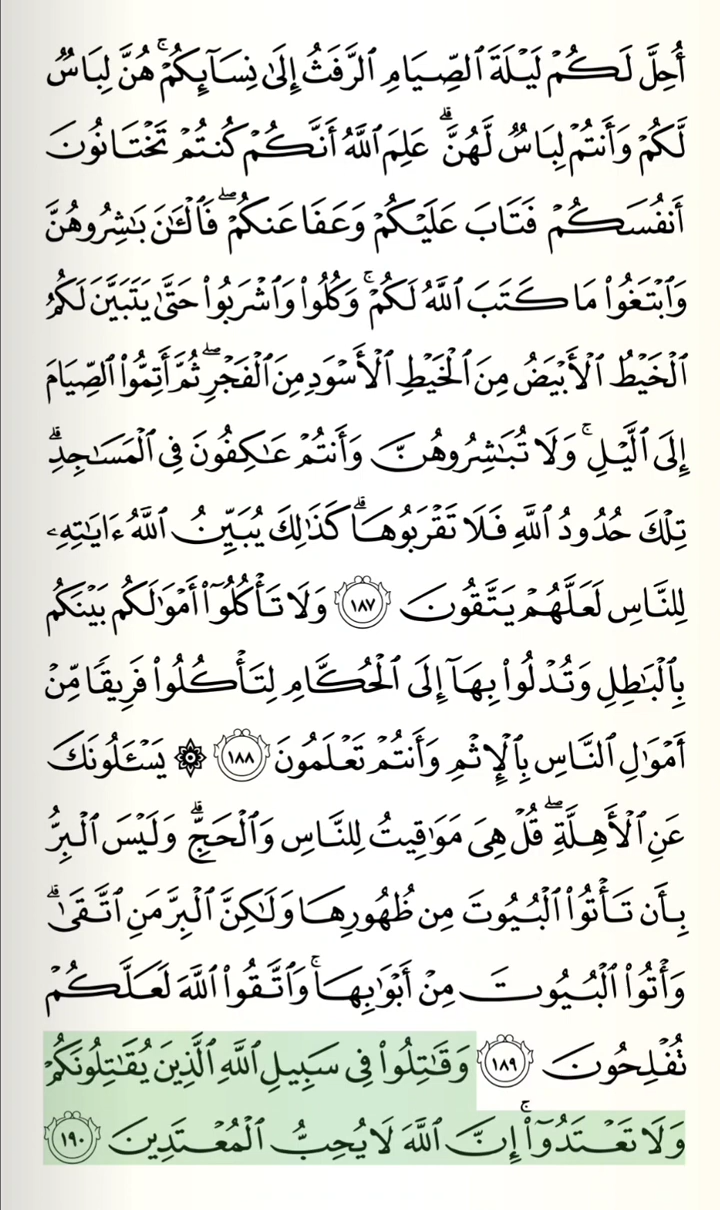 أُحِلَّ لَكُمْ لَيْلَةَ ٱلصِّيَامِ ٱلرَّفَثُ إِلَىٰ نِسَآئِكُمْۚ هُنَّ لِبَاسٌ
لَّكُمْ وَأَنتُمْ لِبَاسٌ لَّهُنَّۗ عَلِمَ ٱللَّهُ أَنَّكُمْ كُنتُمْ تَخْتَانُونَ
أَنفُسَكُمْ فَتَابَ عَلَيْكُمْ وَعَفَا عَنكُمْۖ فَٱلْـَٰٔنَ بَٰشِرُوهُنَّ
وَٱبْتَغُوا۟ مَا كَتَبَ ٱللَّهُ لَكُمْۚ وَكُلُوا۟ وَٱشْرَبُوا۟ حَتَّىٰ يَتَبَيَّنَ لَكُمُ
ٱلْخَيْطُ ٱلْأَبْيَضُ مِنَ ٱلْخَيْطِ ٱلْأَسْوَدِ مِنَ ٱلْفَجْرِۖ ثُمَّ أَتِمُّوا۟ ٱلصِّيَامَ
إِلَى ٱلَّيْلِۚ وَلَا تُبَٰشِرُوهُنَّ وَأَنتُمْ عَٰكِفُونَ فِى ٱلْمَسَٰجِدِۗ
تِلْكَ حُدُودُ ٱللَّهِ فَلَا تَقْرَبُوهَاۗ كَذَٰلِكَ يُبَيِّنُ ٱللَّهُ ءَايَٰتِهِۦ
لِلنَّاسِ لَعَلَّهُمْ يَتَّقُونَ ١٨٧ وَلَا تَأْكُلُوٓا۟ أَمْوَٰلَكُم بَيْنَكُم
بِٱلْبَٰطِلِ وَتُدْلُوا۟ بِهَآ إِلَى ٱلْحُكَّامِ لِتَأْكُلُوا۟ فَرِيقًا مِّنْ
أَمْوَٰلِ ٱلنَّاسِ بِٱلْإِثْمِ وَأَنتُمْ تَعْلَمُونَ ١٨٨ ۞ يَسْـَٔلُونَكَ
عَنِ ٱلْأَهِلَّةِۖ قُلْ هِىَ مَوَٰقِيتُ لِلنَّاسِ وَٱلْحَجِّۗ وَلَيْسَ ٱلْبِرُّ
بِأَن تَأْتُوا۟ ٱلْبُيُوتَ مِن ظُهُورِهَا وَلَٰكِنَّ ٱلْبِرَّ مَنِ ٱتَّقَىٰۗ
وَأْتُوا۟ ٱلْبُيُوتَ مِنْ أَبْوَٰبِهَاۚ وَٱتَّقُوا۟ ٱللَّهَ لَعَلَّكُمْ
تُفْلِحُونَ ١٨٩ وَقَٰتِلُوا۟ فِى سَبِيلِ ٱللَّهِ ٱلَّذِينَ يُقَٰتِلُونَكُمْ
وَلَا تَعْتَدُوٓا۟ۚ إِنَّ ٱللَّهَ لَا يُحِبُّ ٱلْمُعْتَدِينَ ١٩٠